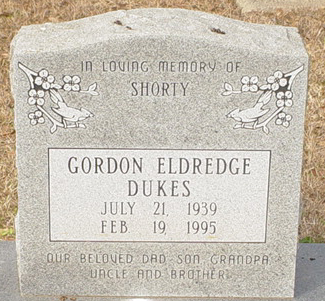 IN LOVING MEMORY OF
SHORTY
GORDON ELDREDGE
DUKES
JULY 21, 1939
FEB 19, 1995
OUR BELOVED DAD SON GRANDPA
UNCLE AND BROTHER